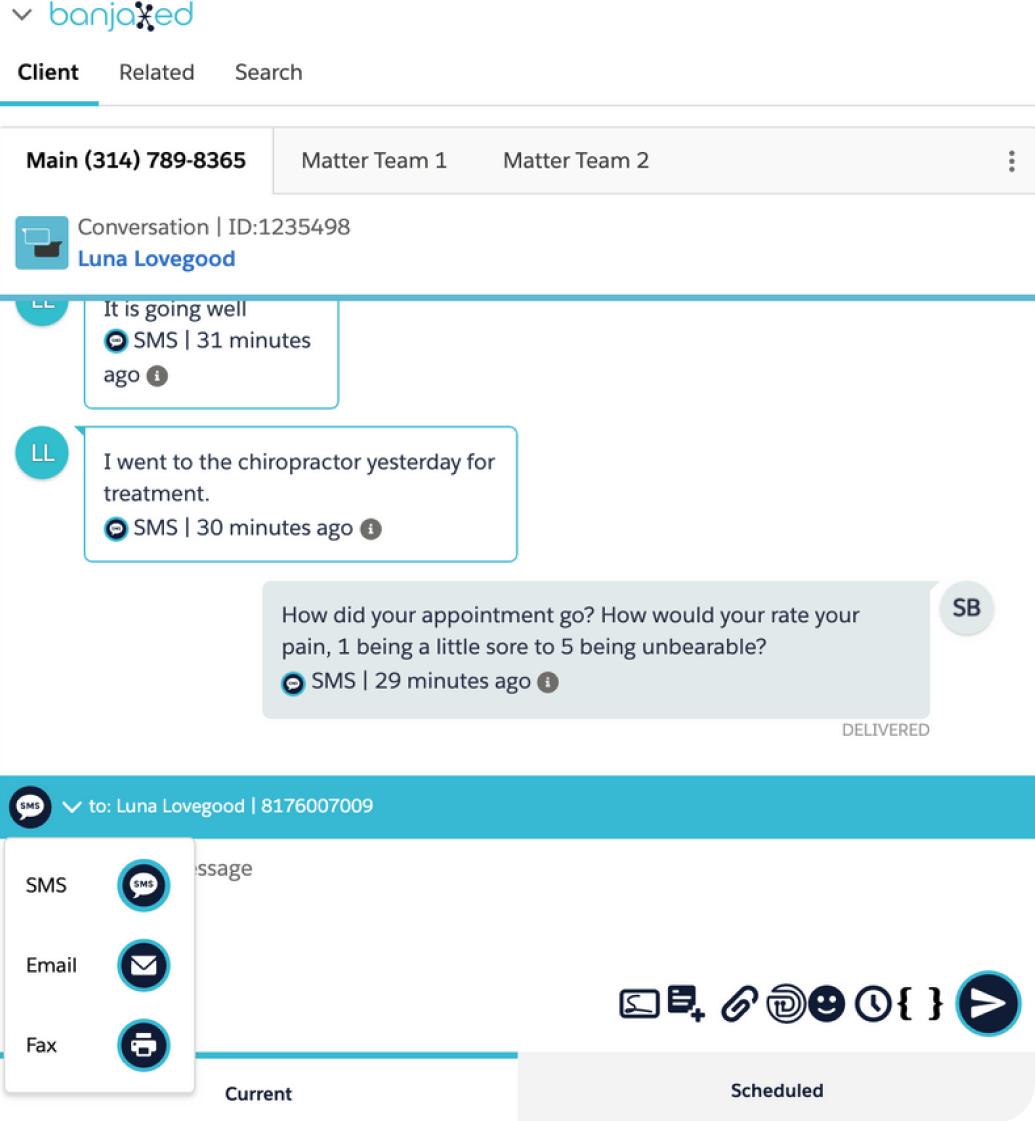 banjaxed
Client Related Search
Main (314) 789-8365 Matter Team 1 Matter Team 2
Conversation | ID:1235498
Luna Lovegood
LL
It is going well
SMS | 31 minutes
ago
LL
I went to the chiropractor yesterday for
treatment.
SMS | 30 minutes ago
SB
How did your appointment go? How would your rate your
pain, 1 being a little sore to 5 being unbearable?
SMS | 29 minutes ago
DELIVERED
SMS to: Luna Lovegood | 8176007009
ssage
SMS SMS
Email
Fax
{ }
Current Scheduled